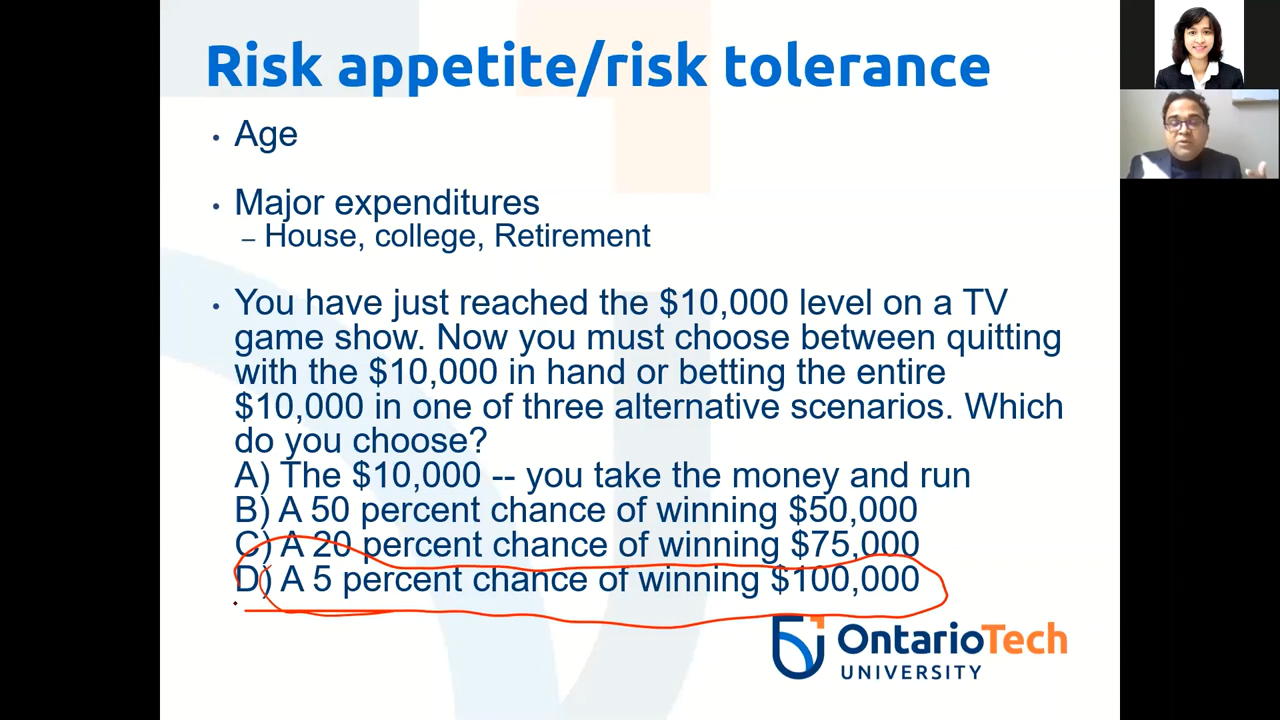 Risk appetite/risk tolerance
• Age
• Major expenditures
– House, college, Retirement
• You have just reached the $10,000 level on a TV
game show. Now you must choose between quitting
with the $10,000 in hand or betting the entire
$10,000 in one of three alternative scenarios. Which
do you choose?
A) The $10,000 -- you take the money and run
B) A 50 percent chance of winning $50,000
C) A 20 percent chance of winning $75,000
D) A 5 percent chance of winning $100,000
OntarioTech
UNIVERSITY